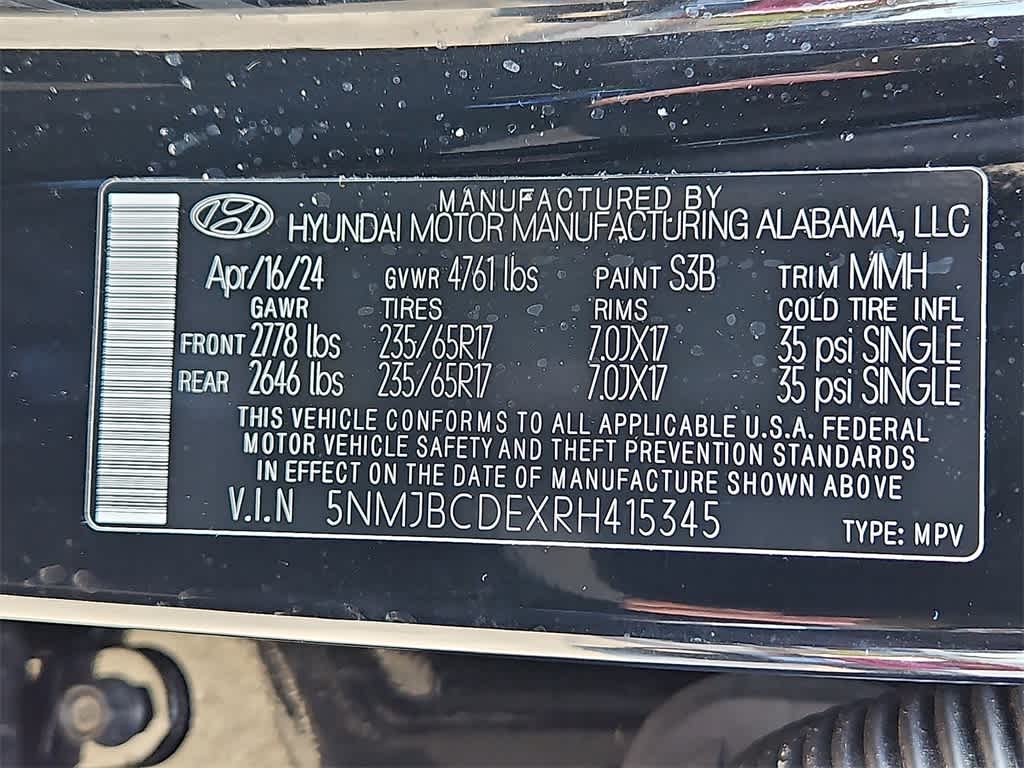 MANUFACTURED BY
HYUNDAI MOTOR MANUFACTURING ALABAMA, LLC
Apr/16/24 GVWR 4761 lbs PAINT S3B TRIM MMH
GAWR TIRES RIMS COLD TIRE INFL
FRONT 2778 lbs 235/65R17 7.0JX17 35 psi SINGLE
REAR 2646 lbs 235/65R17 7.0JX17 35 psi SINGLE
THIS VEHICLE CONFORMS TO ALL APPLICABLE U.S.A. FEDERAL
MOTOR VEHICLE SAFETY AND THEFT PREVENTION STANDARDS
IN EFFECT ON THE DATE OF MANUFACTURE SHOWN ABOVE
V.I.N 5NMJBCDEXRH415345 TYPE: MPV